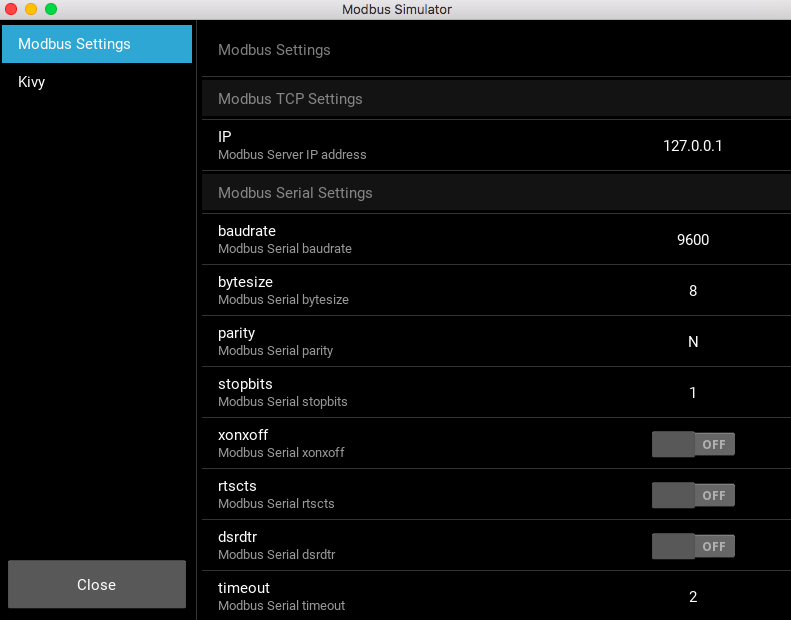 Modbus Simulator
Modbus Settings
Kivy
Close
Modbus Settings
Modbus TCP Settings
IP
Modbus Server IP address
127.0.0.1
Modbus Serial Settings
baudrate
Modbus Serial baudrate
9600
bytesize
Modbus Serial bytesize
8
parity
Modbus Serial parity
N
stopbits
Modbus Serial stopbits
1
xonxoff
Modbus Serial xonxoff
OFF
rtscts
Modbus Serial rtscts
OFF
dsrdtr
Modbus Serial dsrdtr
OFF
timeout
Modbus Serial timeout
2